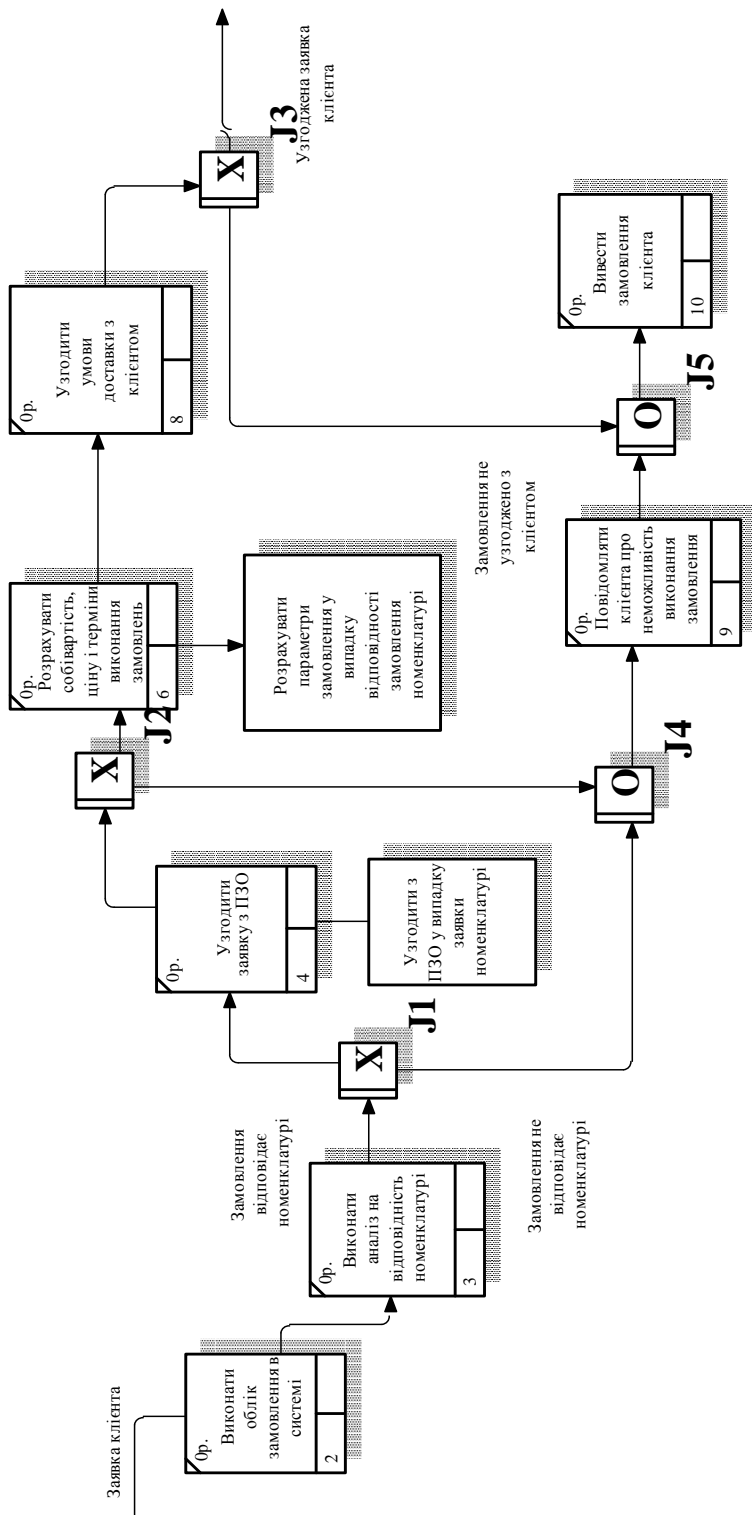 Заявка клієнта
0р.
Виконати
облік
замовлення в
системі
2
0р.
Виконати
аналіз на
відповідність
номенклатурі
3
Замовлення
відповідає
номенклатурі
Замовлення не
відповідає
номенклатурі
X
J1
0р.
Узгодити
заявку з ПЗО
4
Узгодити з
ПЗО у випадку
заявки
номенклатурі
X
J2
O
J4
0р.
Розрахувати
собівартість,
ціну і терміни
виконання
замовлень
6
Розрахувати
параметри
замовлення у
випадку
відповідності
замовлення
номенклатурі
0р.
Повідомляти
клієнта про
неможливість
виконання
замовлення
9
Замовлення не
узгоджено з
клієнтом
0р.
Узгодити
умови
доставки з
клієнтом
8
O
J5
X
J3
Узгоджена заявка
клієнта
0р.
Вивести
замовлення
клієнта
10